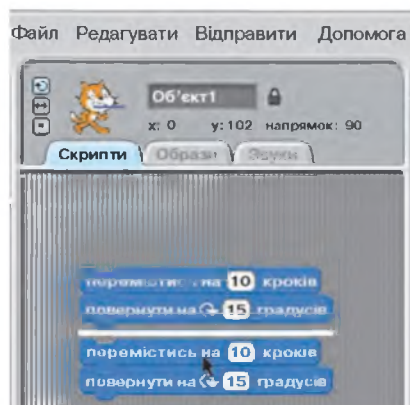 Файл Редагувати Відправити Допомога
Об'єкт1
x: 0 y: 102 напрямок: 90
Скрипти Образи Звуки
перемістись на 10 кроків
повернути на 15 градусів
перемістись на 10 кроків
повернути на 15 градусів